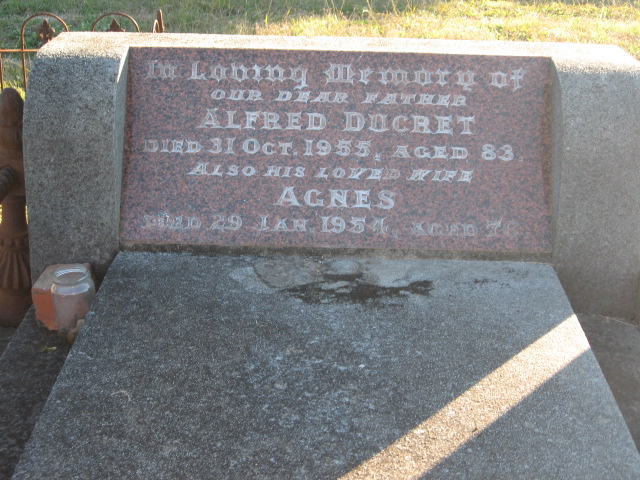 In Loving Memory of
OUR DEAR FATHER
ALFRED DUCRET
DIED 31 OCT. 1955, AGED 83.
ALSO HIS LOVED WIFE
AGNES
DIED 29 JAN. 1954, AGED